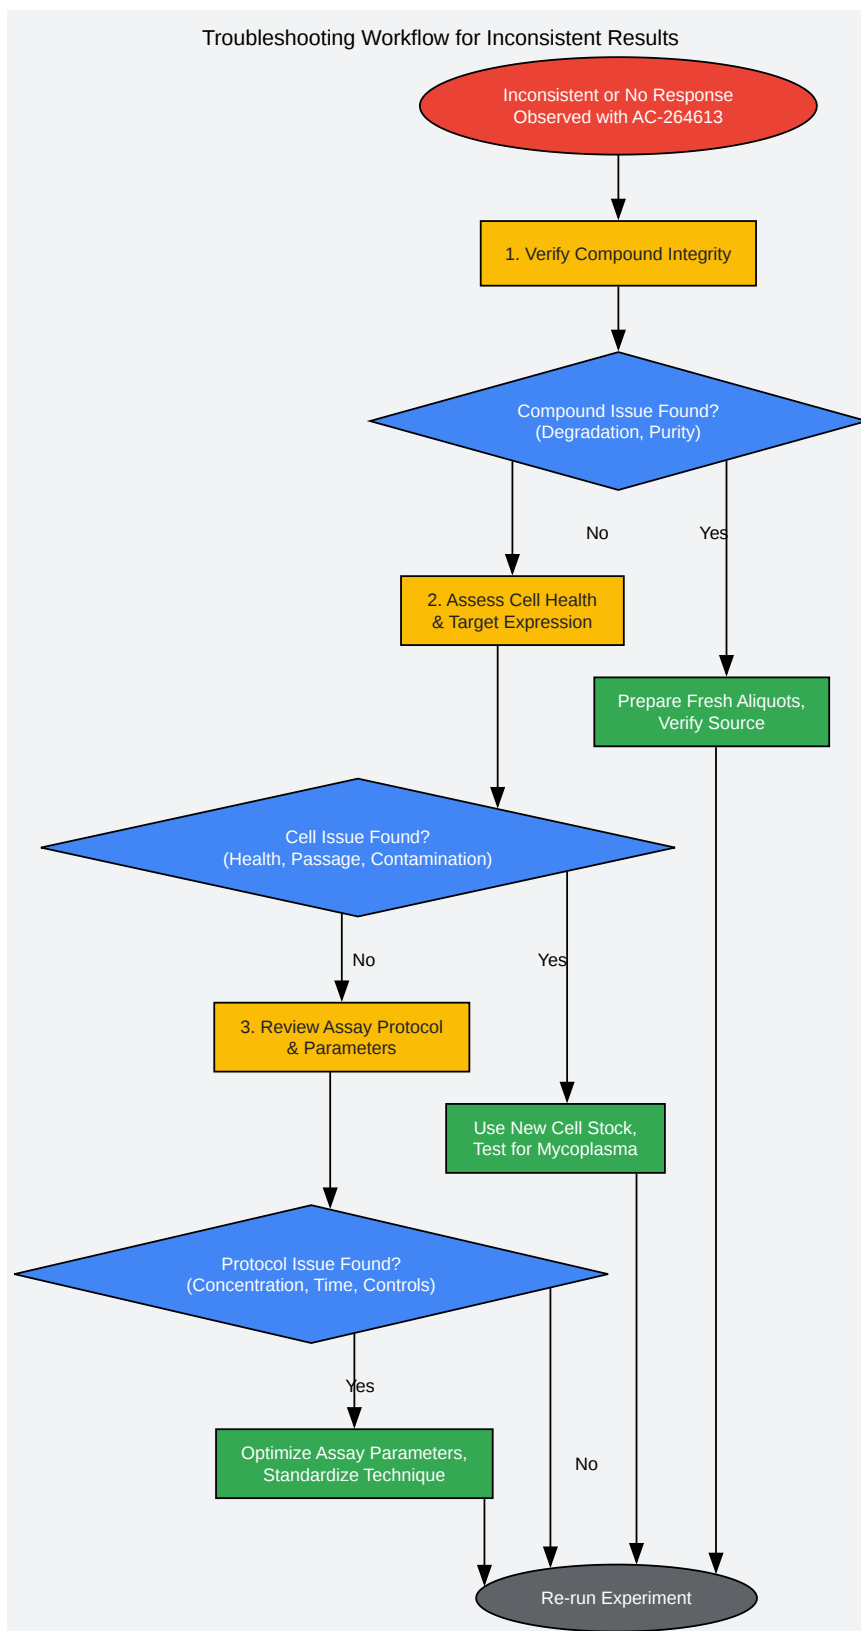 Troubleshooting Workflow for Inconsistent Results
Inconsistent or No Response
Observed with AC-264613
1. Verify Compound Integrity
Compound Issue Found?
(Degradation, Purity)
No
Yes
2. Assess Cell Health
& Target Expression
Prepare Fresh Aliquots,
Verify Source
Cell Issue Found?
(Health, Passage, Contamination)
No
Yes
3. Review Assay Protocol
& Parameters
Use New Cell Stock,
Test for Mycoplasma
Protocol Issue Found?
(Concentration, Time, Controls)
Yes
Optimize Assay Parameters,
Standardize Technique
No
Re-run Experiment